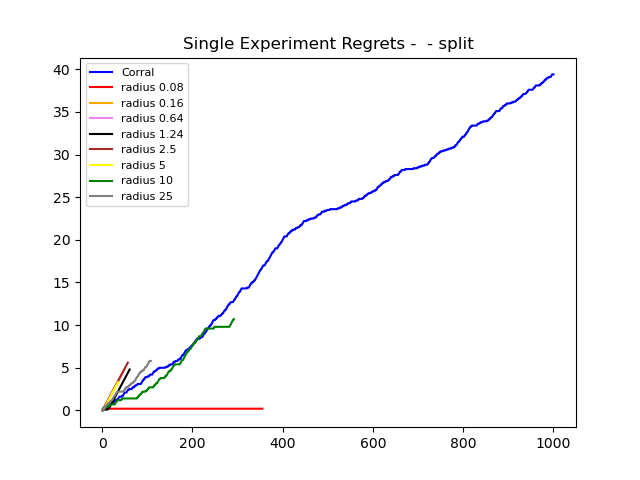 Single Experiment Regrets -  - split
40
35
30
25
20
15
10
5
0
Corral
radius 0.08
radius 0.16
radius 0.64
radius 1.24
radius 2.5
radius 5
radius 10
radius 25
0 200 400 600 800 1000